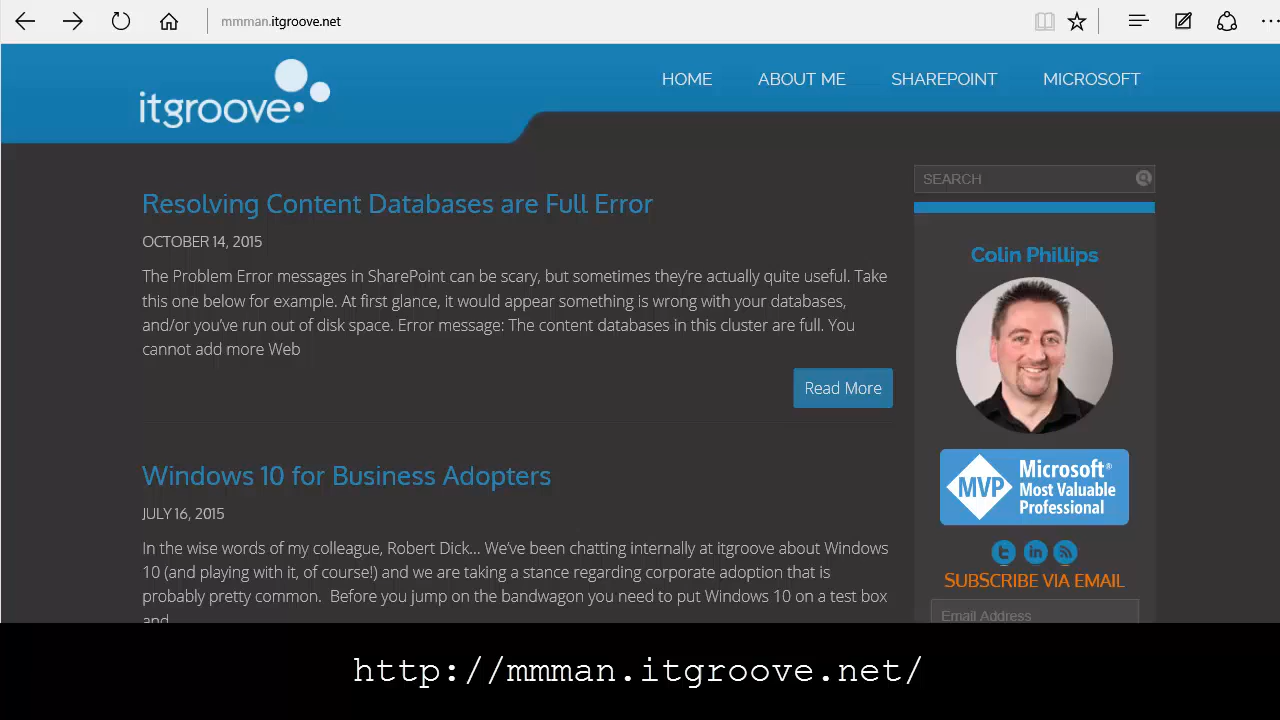 mmman.itgroove.net
itgroove
HOME ABOUT ME SHAREPOINT MICROSOFT
Resolving Content Databases are Full Error
OCTOBER 14, 2015
The Problem Error messages in SharePoint can be scary, but sometimes they're actually quite useful. Take
this one below for example. At first glance, it would appear something is wrong with your databases,
and/or you've run out of disk space. Error message: The content databases in this cluster are full. You
cannot add more Web
Read More
Windows 10 for Business Adopters
JULY 16, 2015
In the wise words of my colleague, Robert Dick... We've been chatting internally at itgroove about Windows
10 (and playing with it, of course!) and we are taking a stance regarding corporate adoption that is
probably pretty common.  Before you jump on the bandwagon you need to put Windows 10 on a test box
and
SEARCH
Colin Phillips
MVP
Microsoft®
Most Valuable
Professional
SUBSCRIBE VIA EMAIL
Email Address
http://mmman.itgroove.net/